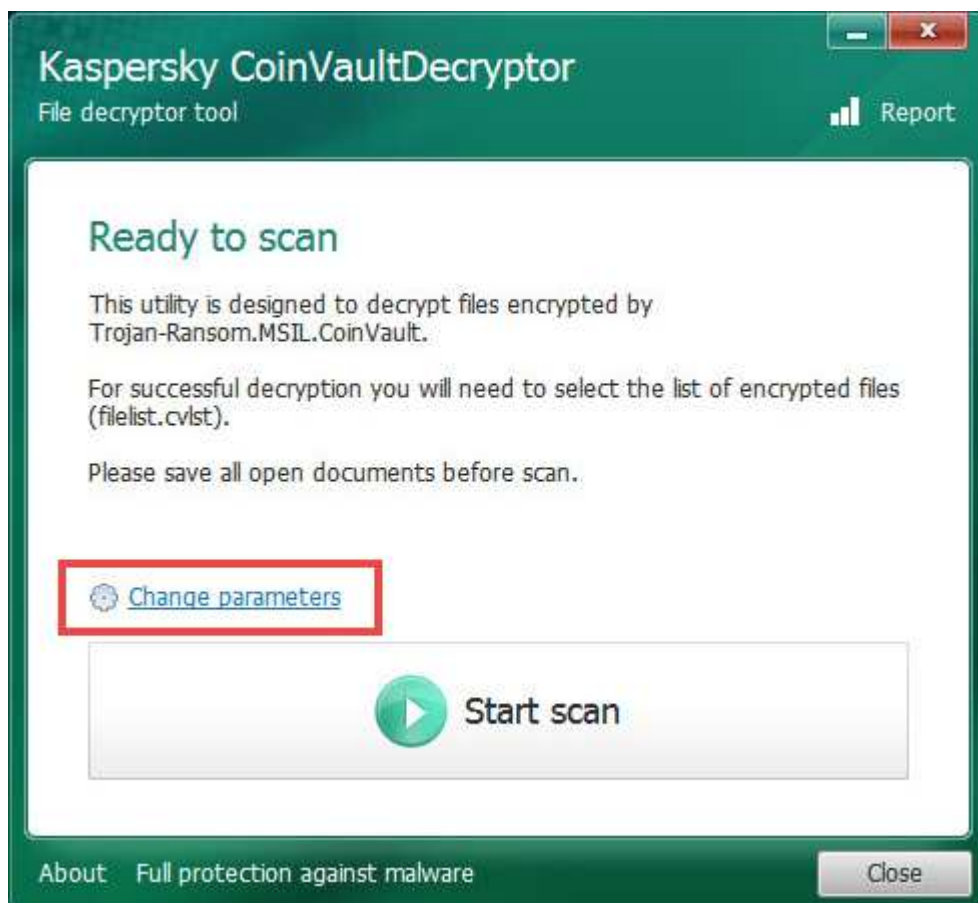 Kaspersky CoinVaultDecryptor
File decryptor tool
Report
Ready to scan
This utility is designed to decrypt files encrypted by
Trojan-Ransom.MSIL.CoinVault.
For successful decryption you will need to select the list of encrypted files
(filelist.cvlst).
Please save all open documents before scan.
Change parameters
Start scan
About Full protection against malware Close